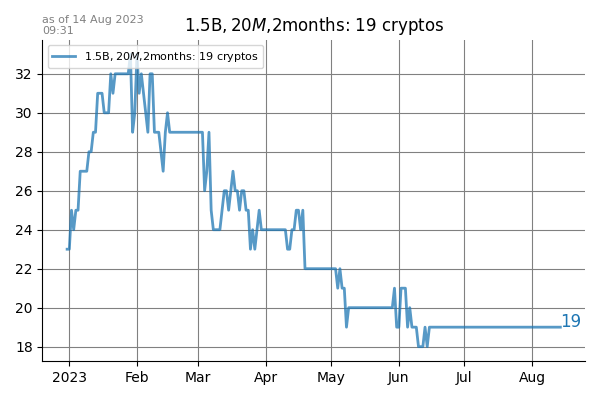 as of 14 Aug 2023
09:31
1.5B, 20M,2months: 19 cryptos
1.5B, 20M,2months: 19 cryptos
32
30
28
26
24
22
20
18
19
2023 Feb Mar Apr May Jun Jul Aug